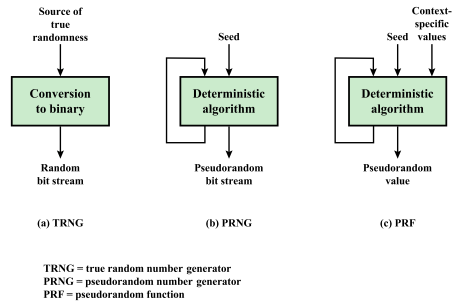 Source of
true
randomness
Conversion
to binary
Random
bit stream
(a) TRNG
Seed
Deterministic
algorithm
Pseudorandom
bit stream
(b) PRNG
Context-
specific
values
Seed
Deterministic
algorithm
Pseudorandom
value
(c) PRF
TRNG = true random number generator
PRNG = pseudorandom number generator
PRF = pseudorandom function